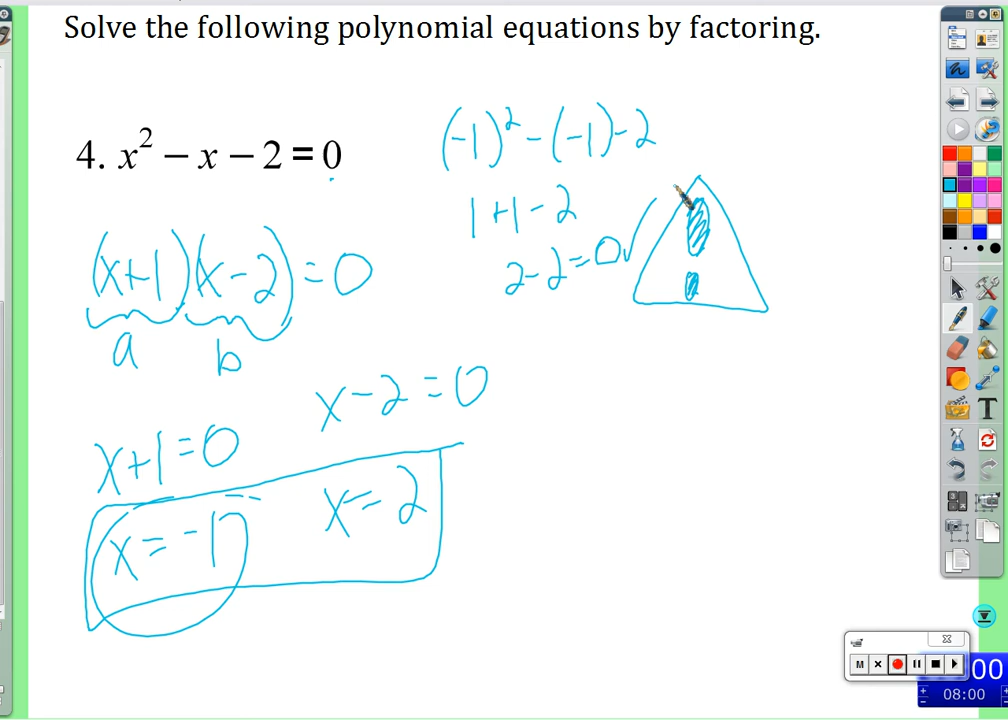 Solve the following polynomial equations by factoring.
4. x² − x − 2 = 0
(-1)² - (-1) - 2
1 + 1 - 2
2 - 2 = 0 ✓
(x+1)(x-2) = 0
a b
x - 2 = 0
x + 1 = 0
x = -1 x = 2
M
00
08:00